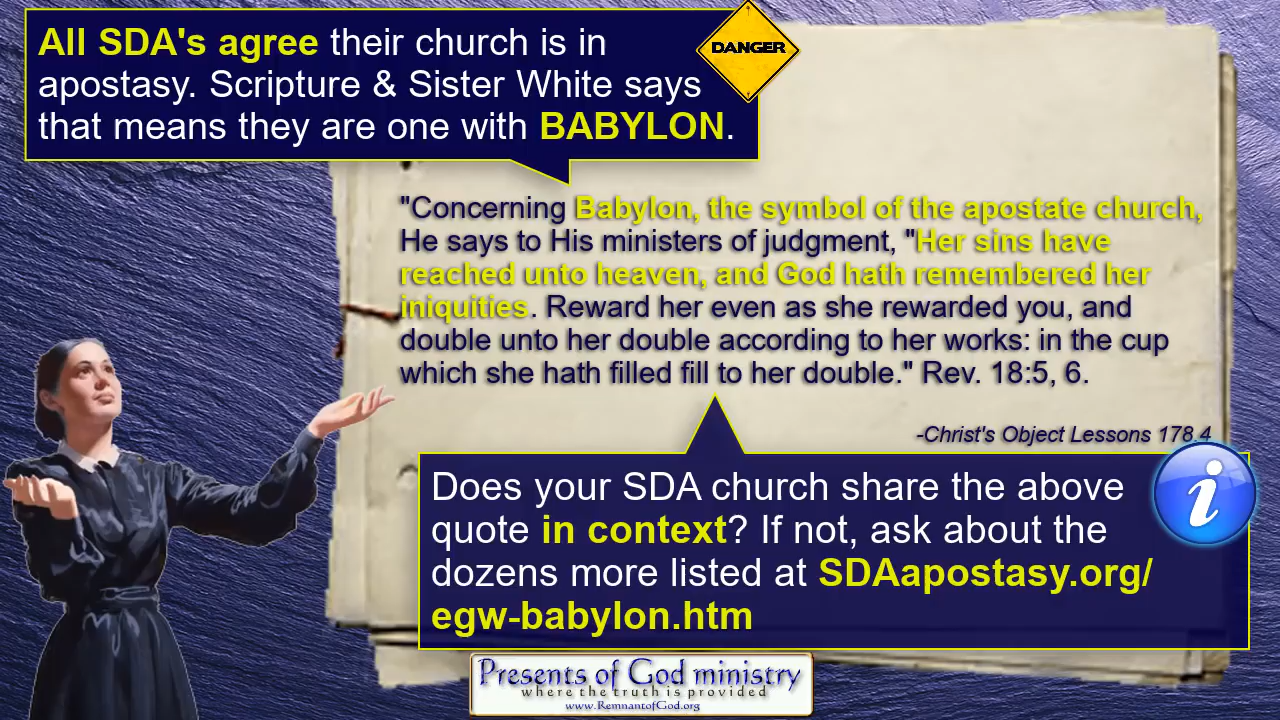 All SDA's agree their church is in
apostasy. Scripture & Sister White says
that means they are one with BABYLON.
DANGER
"Concerning Babylon, the symbol of the apostate church,
He says to His ministers of judgment, "Her sins have
reached unto heaven, and God hath remembered her
iniquities. Reward her even as she rewarded you, and
double unto her double according to her works: in the cup
which she hath filled fill to her double." Rev. 18:5, 6.
-Christ's Object Lessons 178.4
Does your SDA church share the above
quote in context? If not, ask about the
dozens more listed at SDAapostasy.org/
egw-babylon.htm
i
Presents of God ministry
where the truth is provided
www.RemnantofGod.org